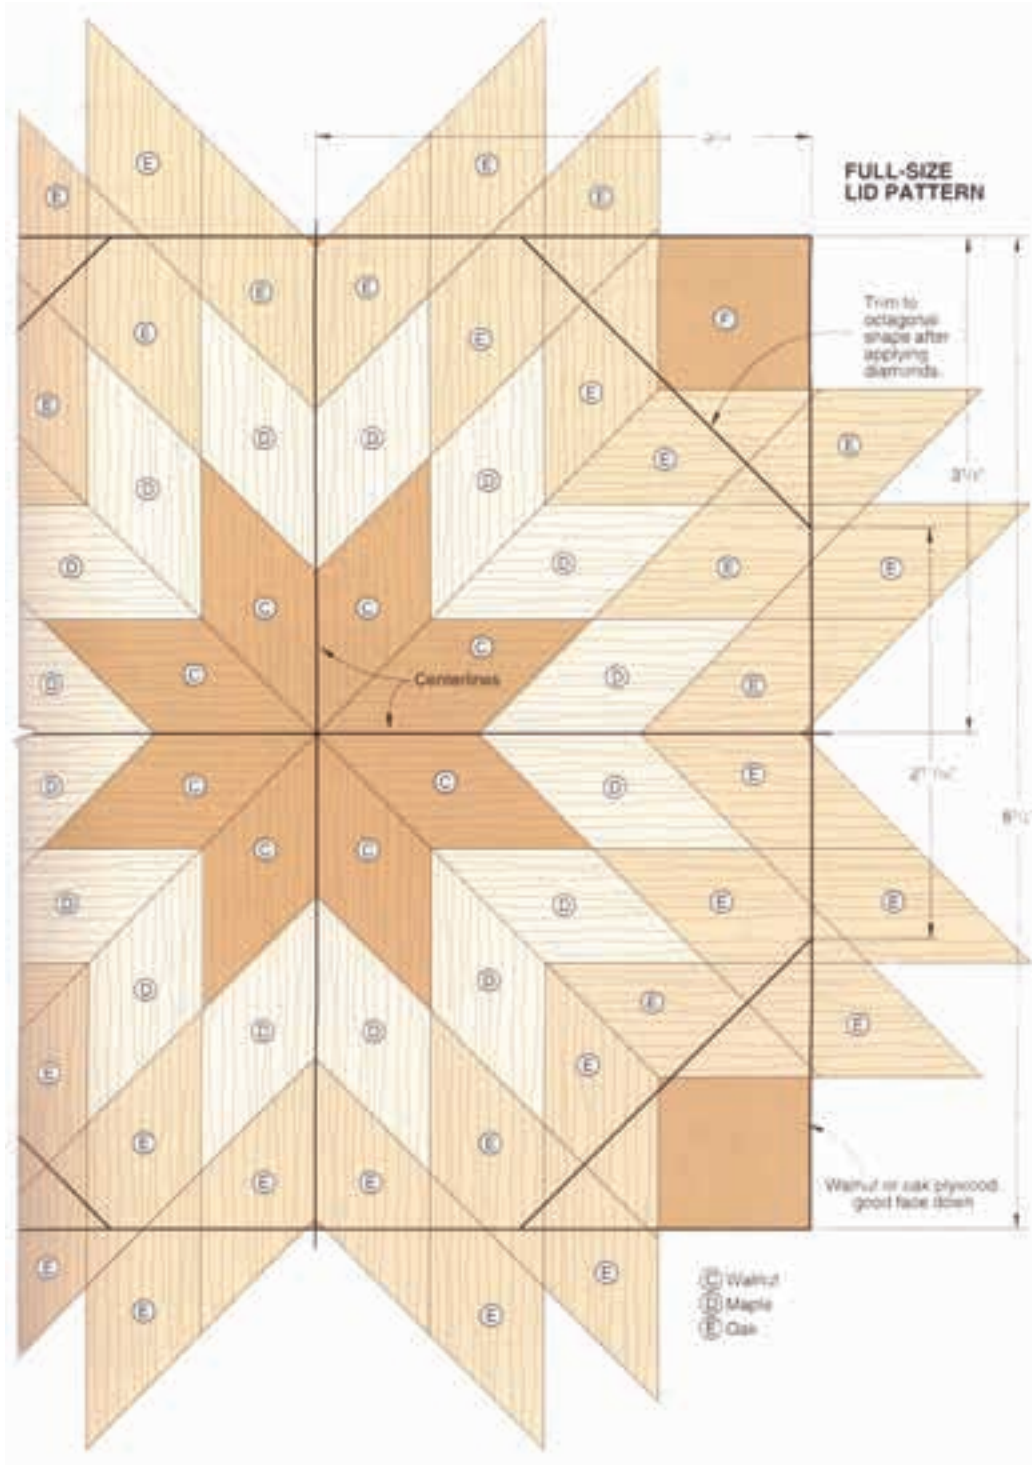 FULL-SIZE
LID PATTERN
E
E
E
E
E
E
F
Trim to
octagonal
shape after
applying
diamonds.
E
E
E
E
D
D
E
E
D
D
D
D
E
E
C
C
C
D
C
D
E
Centerlines
D
C
C
D
E
C
C
D
D
E
E
D
D
E
D
D
E
E
E
E
E
E
E
E
Walnut or oak plywood
good face down
E
E
E
E
C Walnut
D Maple
E Oak